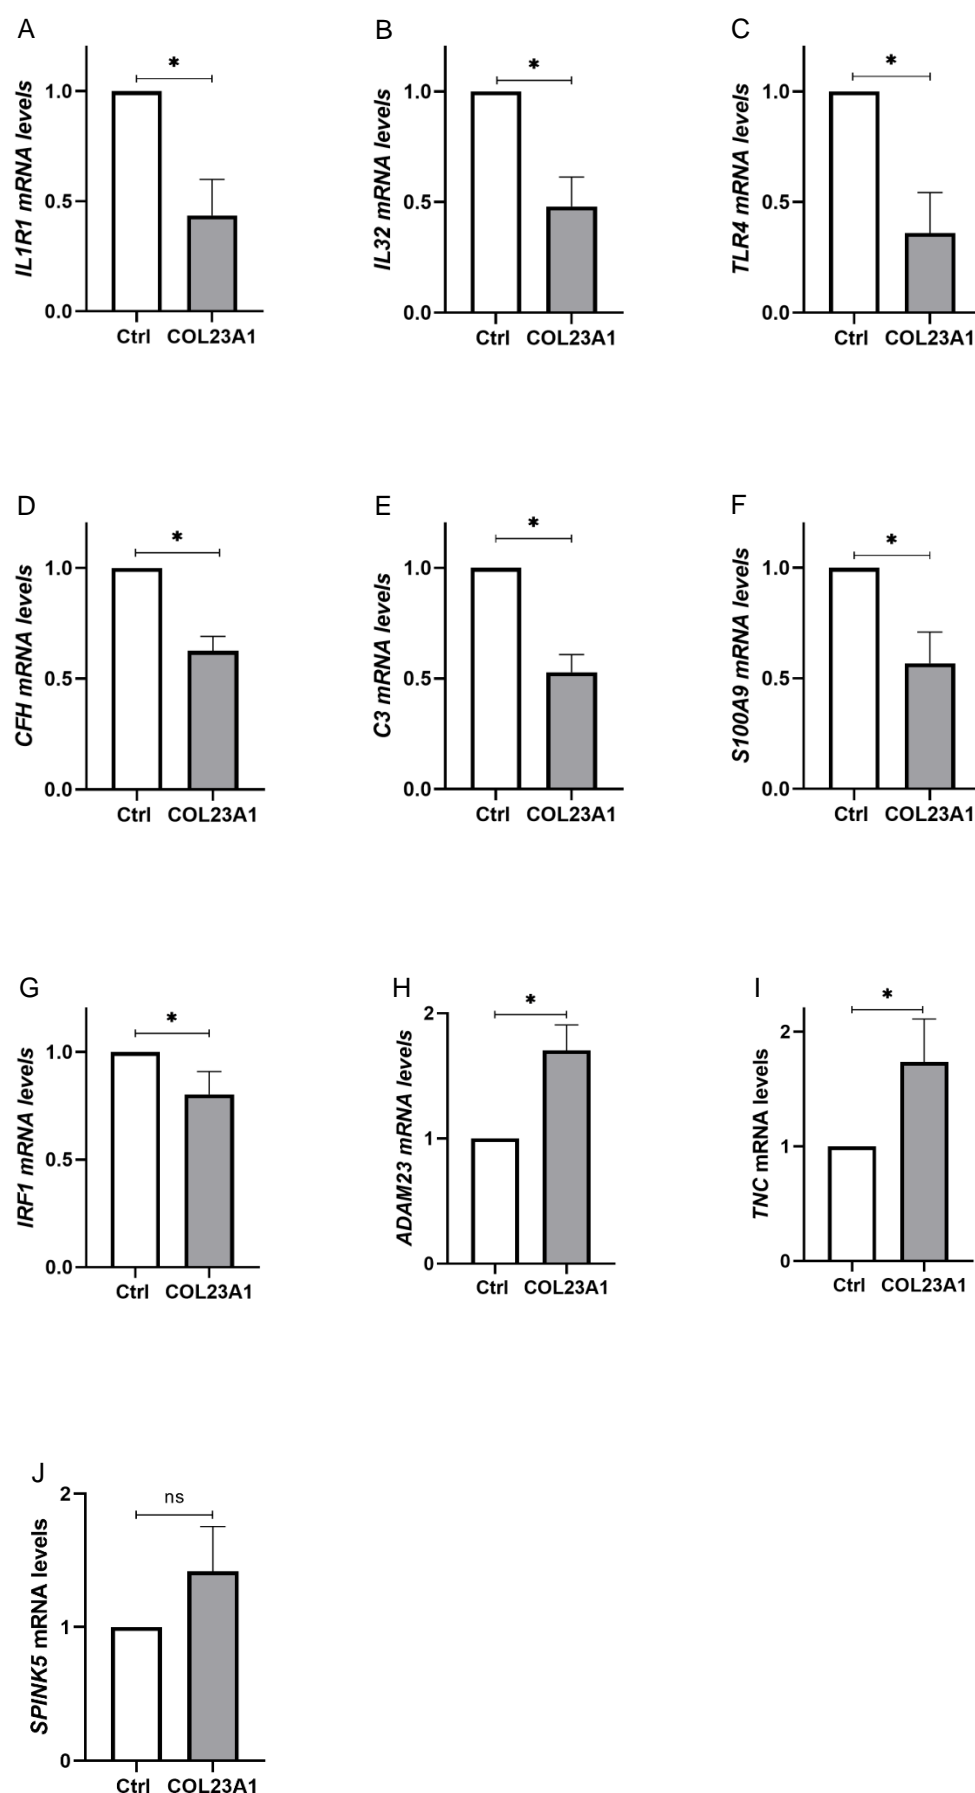 A
IL1R1 mRNA levels
1.0
0.5
0.0
*
Ctrl COL23A1
B
IL32 mRNA levels
1.0
0.5
0.0
*
Ctrl COL23A1
C
TLR4 mRNA levels
1.0
0.5
0.0
*
Ctrl COL23A1
D
CFH mRNA levels
1.0
0.5
0.0
*
Ctrl COL23A1
E
C3 mRNA levels
1.0
0.5
0.0
*
Ctrl COL23A1
F
S100A9 mRNA levels
1.0
0.5
0.0
*
Ctrl COL23A1
G
IRF1 mRNA levels
1.0
0.5
0.0
*
Ctrl COL23A1
H
ADAM23 mRNA levels
2
1
0
*
Ctrl COL23A1
I
TNC mRNA levels
2
1
0
*
Ctrl COL23A1
J
SPINK5 mRNA levels
2
1
0
ns
Ctrl COL23A1